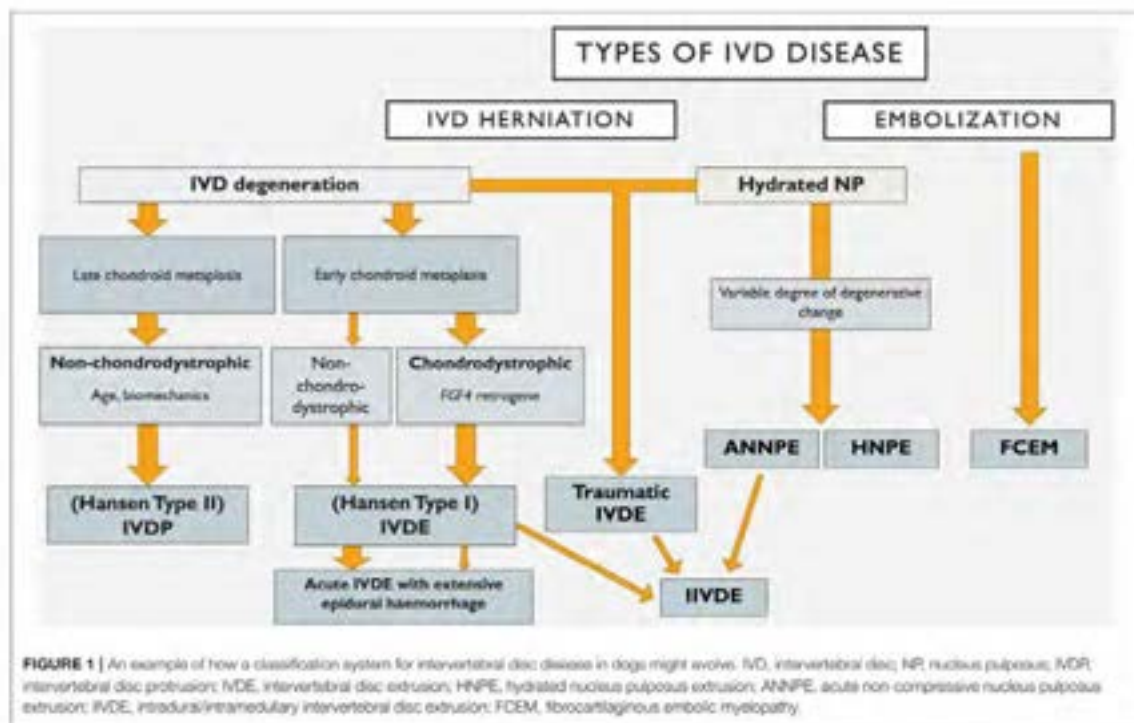 TYPES OF IVD DISEASE
IVD HERNIATION
EMBOLIZATION
IVD degeneration
Hydrated NP
Late chondroid metaplasis
Early chondroid metaplasis
Variable degree of degenerative
change
Non-chondrodystrophic
Age, biomechanics
Non-
chondro-
dystrophic
Chondrodystrophic
FGF4 retrogene
ANNPE
HNPE
FCEM
(Hansen Type II)
IVDP
(Hansen Type I)
IVDE
Traumatic
IVDE
Acute IVDE with extensive
epidural haemorrhage
IIVDE
FIGURE 1 | An example of how a classification system for intervertebral disc disease in dogs might evolve. IVD, intervertebral disc; NP, nucleus pulposus; IVDP,
intervertebral disc protrusion; IVDE, intervertebral disc extrusion; HNPE, hydrated nucleus pulposus extrusion; ANNPE, acute non-compressive nucleus pulposus
extrusion; IIVDE, intradural/intramedullary intervertebral disc extrusion; FCEM, fibrocartilaginous embolic myelopathy.